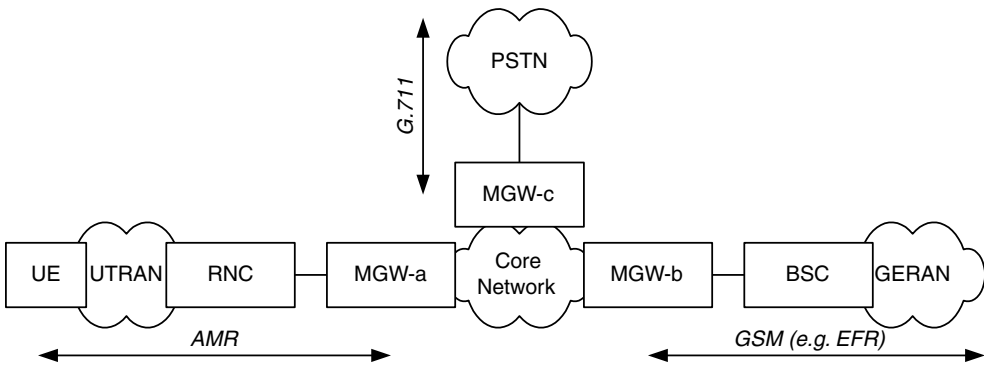 PSTN
G.711
MGW-c
UE
UTRAN
RNC
MGW-a
Core
Network
MGW-b
BSC
GERAN
AMR
GSM (e.g. EFR)